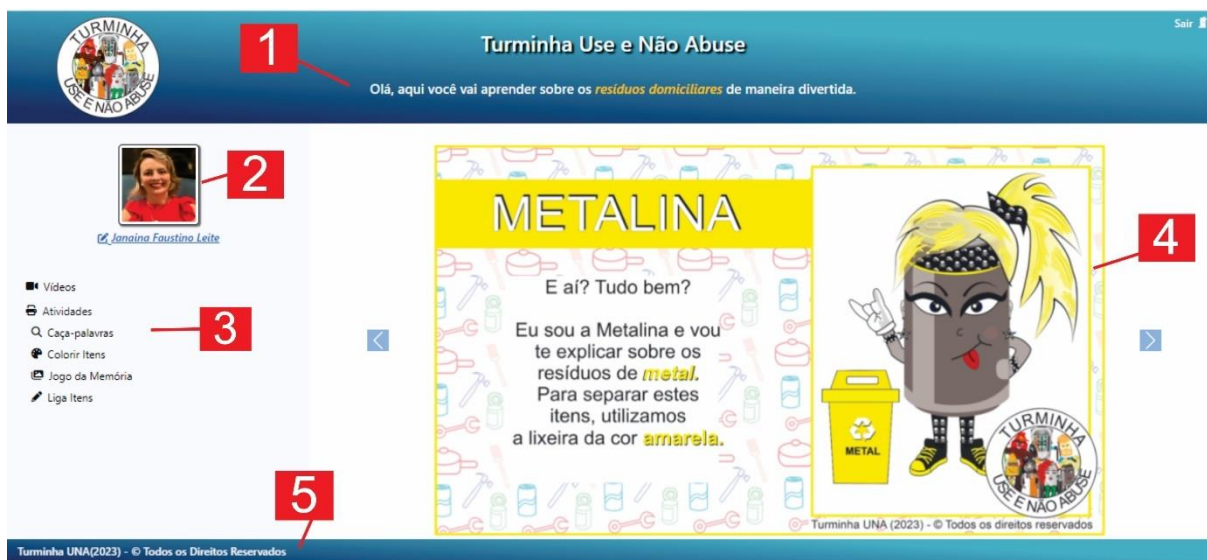 TURMINHA
USE E NÃO ABUSE
1
Turminha Use e Não Abuse
Sair
Olá, aqui você vai aprender sobre os resíduos domiciliares de maneira divertida.
2
Janaina Faustino Leite
Vídeos
Atividades
Caça-palavras
Colorir Itens
Jogo da Memória
Liga Itens
3
METALINA
E aí? Tudo bem?
Eu sou a Metalina e vou
te explicar sobre os
resíduos de metal.
Para separar estes
itens, utilizamos
a lixeira da cor amarela.
METAL
TURMINHA
USE E NÃO ABUSE
Turminha UNA (2023) - © Todos os direitos reservados
4
5
Turminha UNA(2023) - © Todos os Direitos Reservados